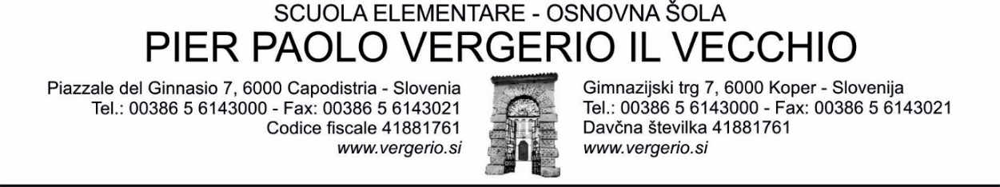 SCUOLA ELEMENTARE - OSNOVNA ŠOLA
PIER PAOLO VERGERIO IL VECCHIO
Piazzale del Ginnasio 7, 6000 Capodistria - Slovenia
Tel.: 00386 5 6143000 - Fax: 00386 5 6143021
Codice fiscale 41881761
www.vergerio.si
Gimnazijski trg 7, 6000 Koper - Slovenija
Tel.: 00386 5 6143000 - Fax: 00386 5 6143021
Davčna številka 41881761
www.vergerio.si